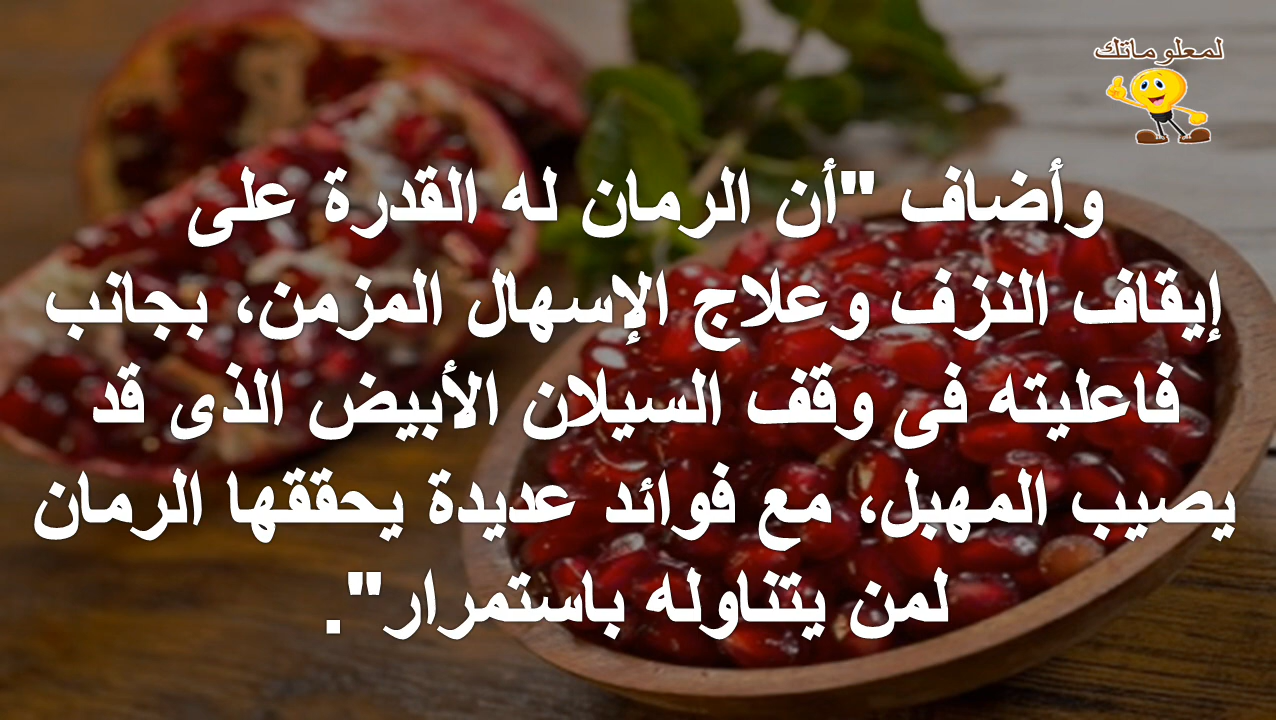 لمعلوماتك
وأضاف "أن الرمان له القدرة على
إيقاف النزف وعلاج الإسهال المزمن، بجانب
فاعليته فى وقف السيلان الأبيض الذى قد
يصيب المهبل، مع فوائد عديدة يحققها الرمان
لمن يتناوله باستمرار".